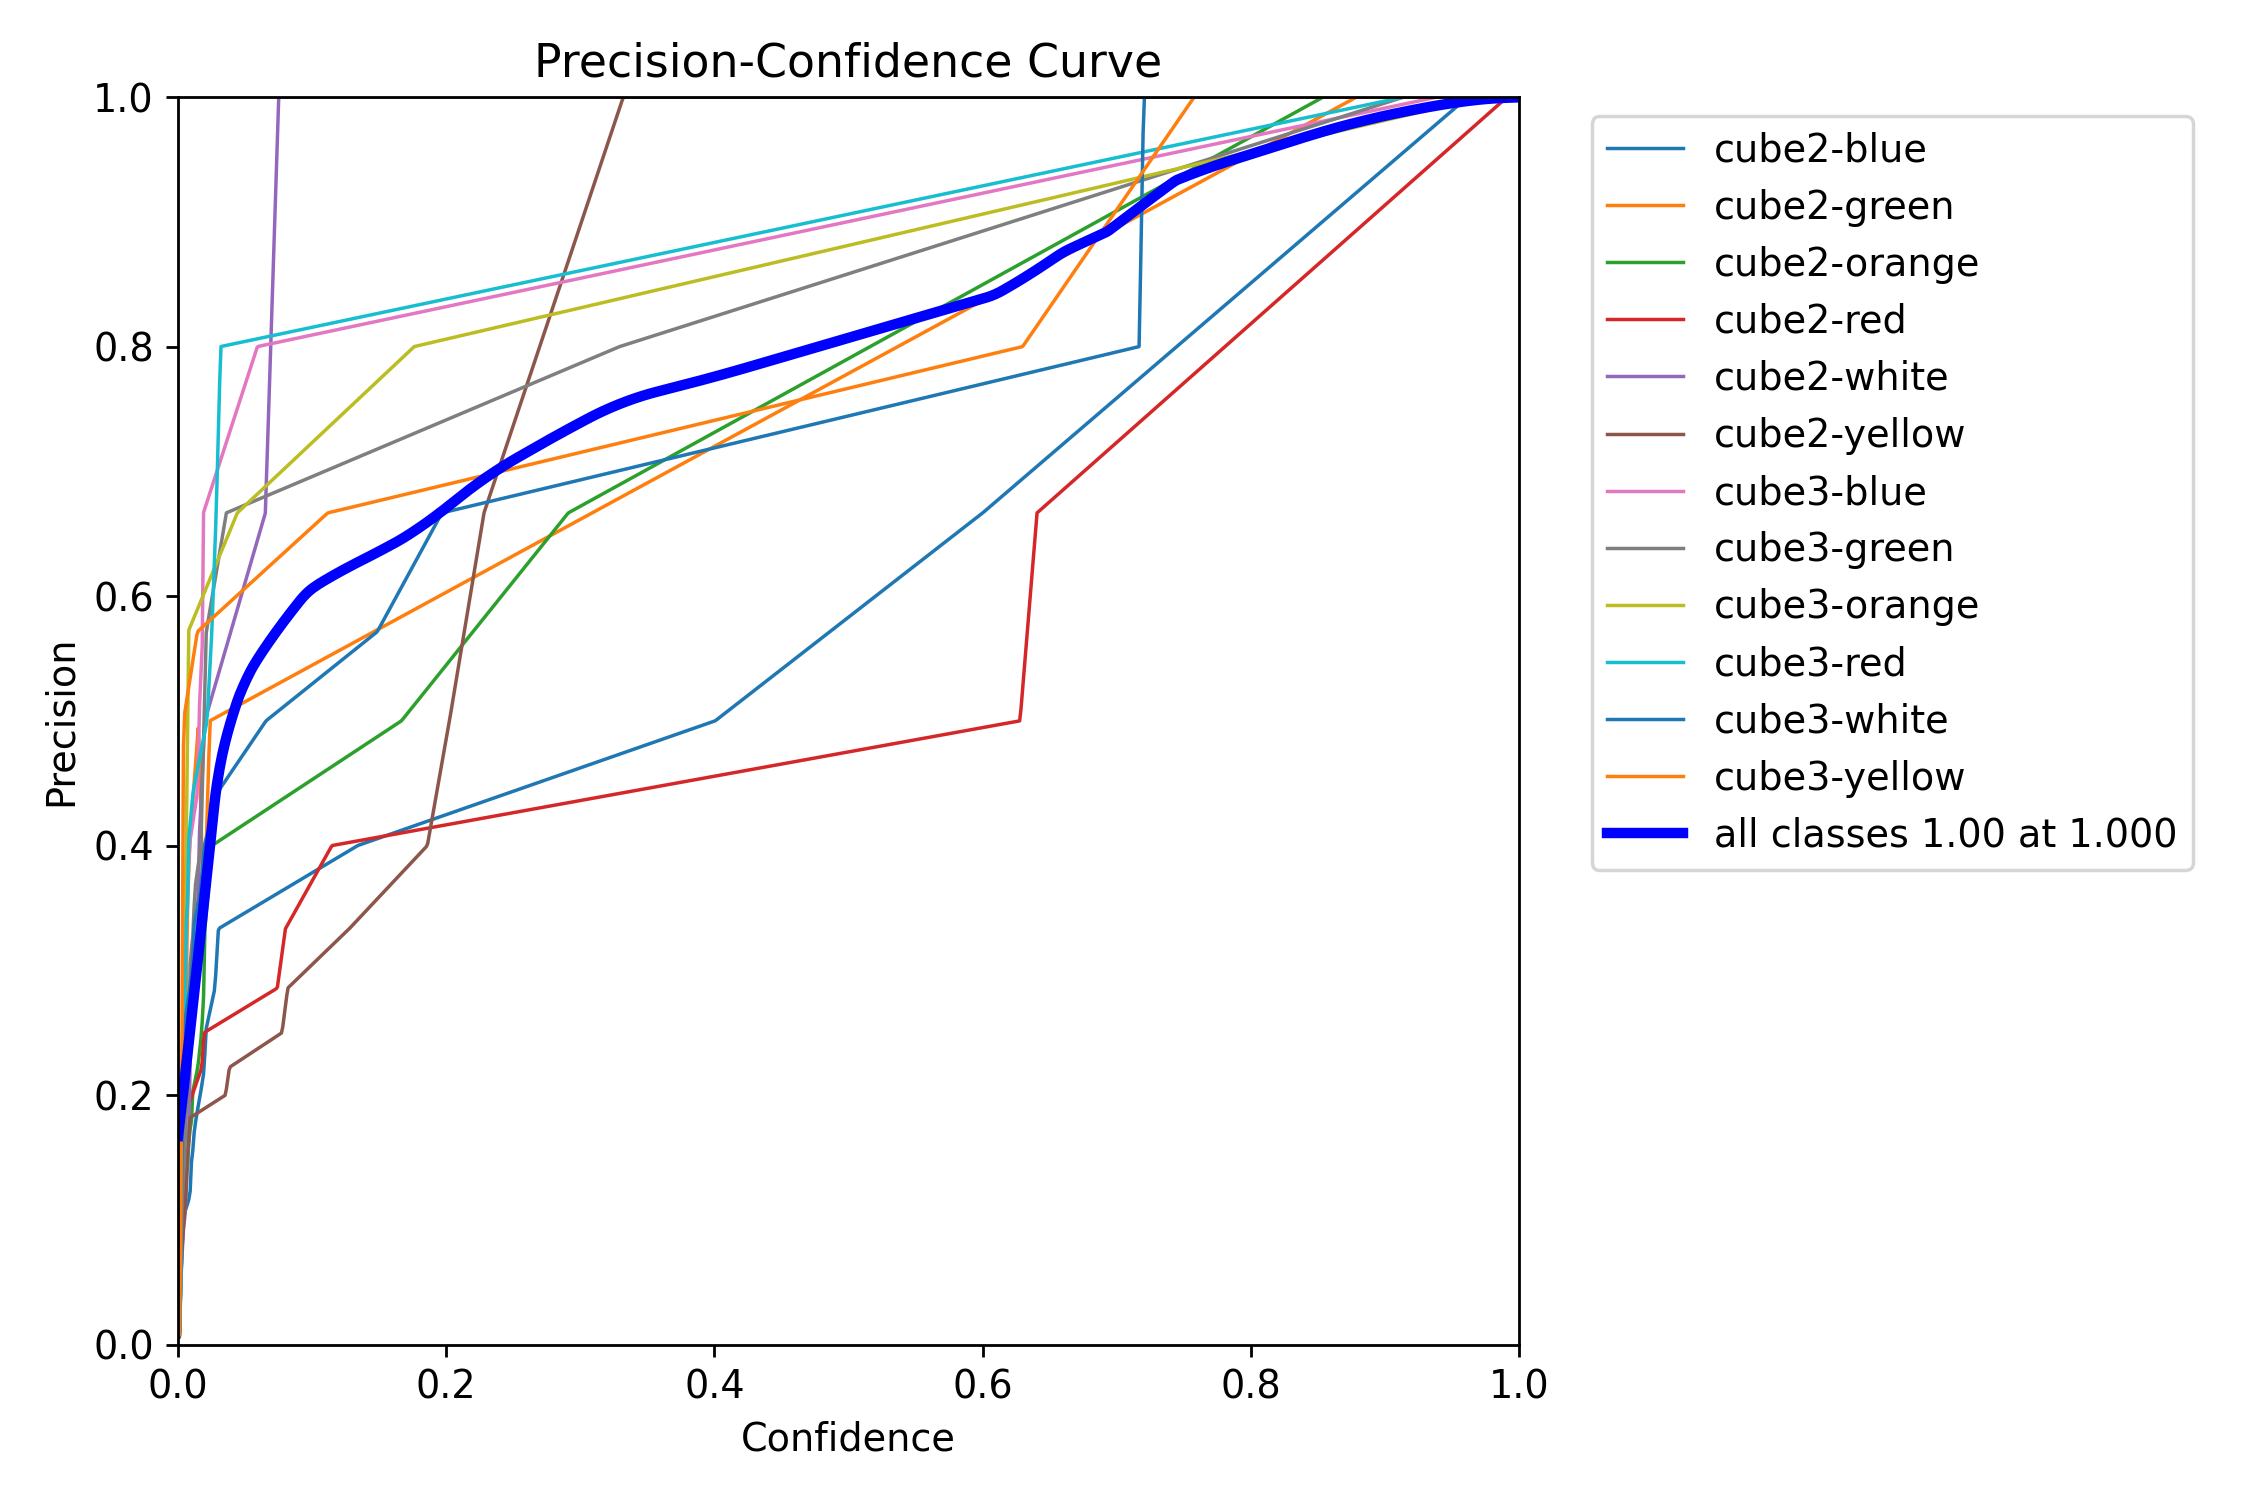 Precision-Confidence Curve
1.0
0.8
0.6
0.4
0.2
0.0
Precision
0.0 0.2 0.4 0.6 0.8 1.0
Confidence
cube2-blue
cube2-green
cube2-orange
cube2-red
cube2-white
cube2-yellow
cube3-blue
cube3-green
cube3-orange
cube3-red
cube3-white
cube3-yellow
all classes 1.00 at 1.000